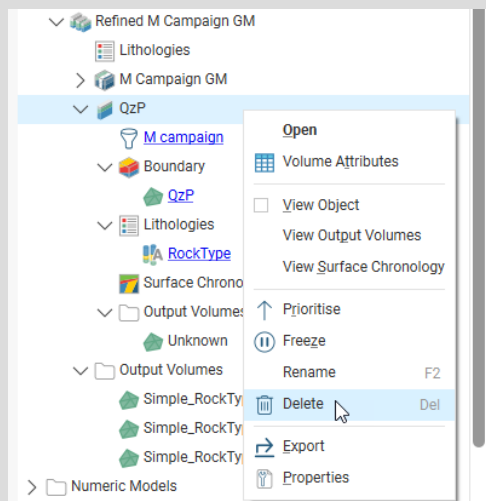 Refined M Campaign GM
Lithologies
M Campaign GM
QzP
M campaign
Boundary
QzP
Lithologies
RockType
Surface Chrono
Output Volumes
Unknown
Output Volumes
Simple_RockTy
Simple_RockTy
Simple_RockTy
Numeric Models
Open
Volume Attributes
View Object
View Output Volumes
View Surface Chronology
Prioritise
Freeze
Rename F2
Delete Del
Export
Properties